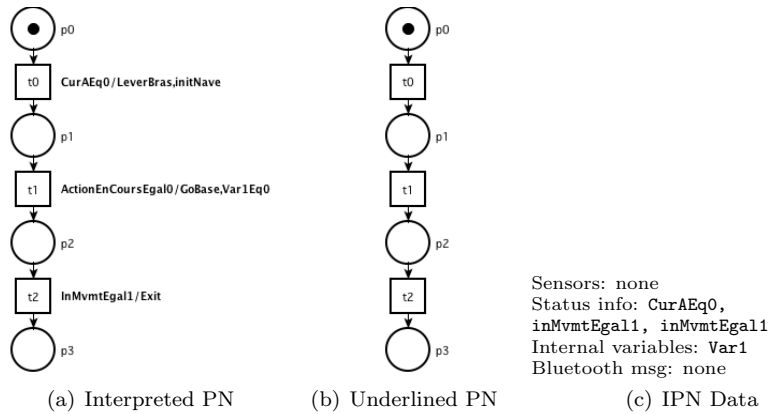 p0
t0 CurAEq0/LeverBras,initNave
p1
t1 ActionEnCoursEgal0/GoBase,Var1Eq0
p2
t2 InMvmtEgal1/Exit
p3
(a) Interpreted PN
p0
t0
p1
t1
p2
t2
p3
(b) Underlined PN
Sensors: none
Status info: CurAEq0,
inMvmtEgal1, inMvmtEgal1
Internal variables: Var1
Bluetooth msg: none
(c) IPN Data